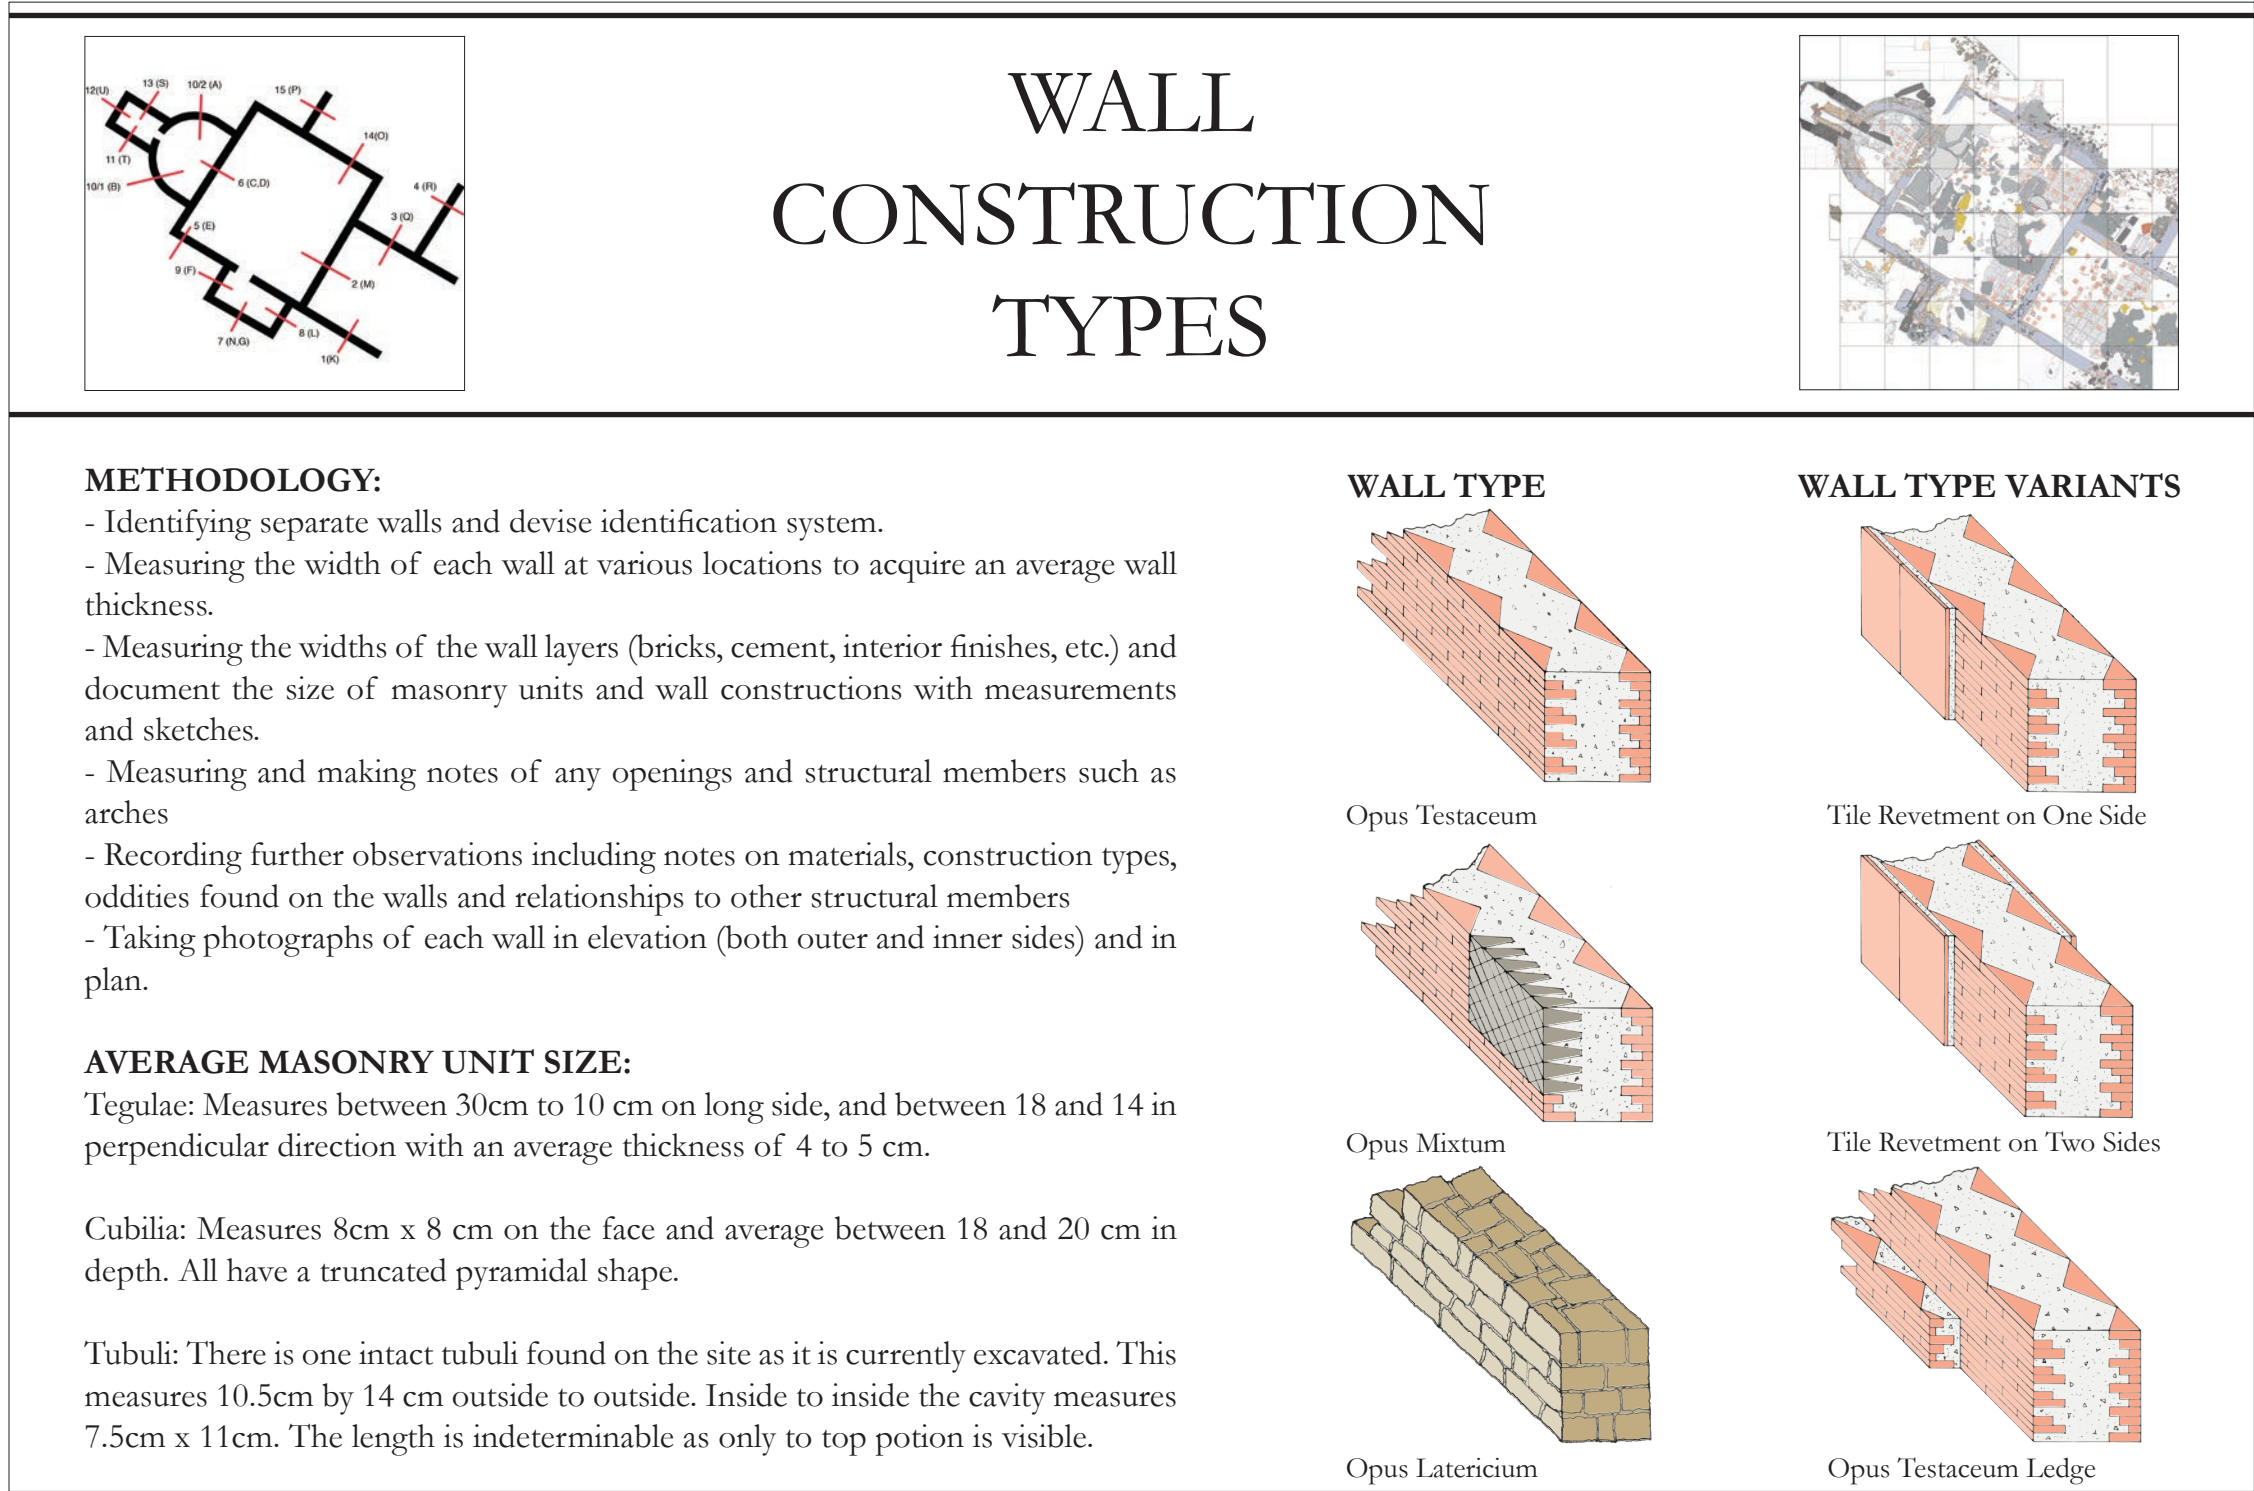 12(U)
13 (S)
10/2 (A)
15 (P)
14(O)
11 (T)
10/1 (B)
6 (C,D)
4 (R)
3 (Q)
5 (E)
9 (F)
2 (M)
8 (L)
7 (N,G)
1(K)
WALL
CONSTRUCTION
TYPES
METHODOLOGY:
- Identifying separate walls and devise identification system.
- Measuring the width of each wall at various locations to acquire an average wall
thickness.
- Measuring the widths of the wall layers (bricks, cement, interior finishes, etc.) and
document the size of masonry units and wall constructions with measurements
and sketches.
- Measuring and making notes of any openings and structural members such as
arches
- Recording further observations including notes on materials, construction types,
oddities found on the walls and relationships to other structural members
- Taking photographs of each wall in elevation (both outer and inner sides) and in
plan.
AVERAGE MASONRY UNIT SIZE:
Tegulae: Measures between 30cm to 10 cm on long side, and between 18 and 14 in
perpendicular direction with an average thickness of 4 to 5 cm.
Cubilia: Measures 8cm x 8 cm on the face and average between 18 and 20 cm in
depth. All have a truncated pyramidal shape.
Tubuli: There is one intact tubuli found on the site as it is currently excavated. This
measures 10.5cm by 14 cm outside to outside. Inside to inside the cavity measures
7.5cm x 11cm. The length is indeterminable as only to top potion is visible.
WALL TYPE
Opus Testaceum
Opus Mixtum
Opus Latericium
WALL TYPE VARIANTS
Tile Revetment on One Side
Tile Revetment on Two Sides
Opus Testaceum Ledge